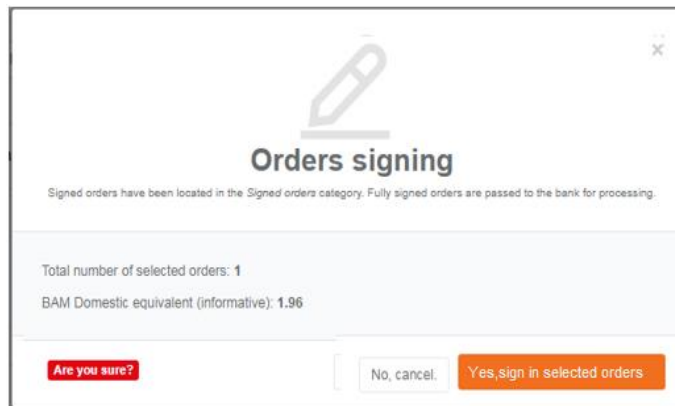 ×
Orders signing
Signed orders have been located in the Signed orders category. Fully signed orders are passed to the bank for processing.
Total number of selected orders: 1
BAM Domestic equivalent (informative): 1.96
Are you sure?
No, cancel.
Yes,sign in selected orders